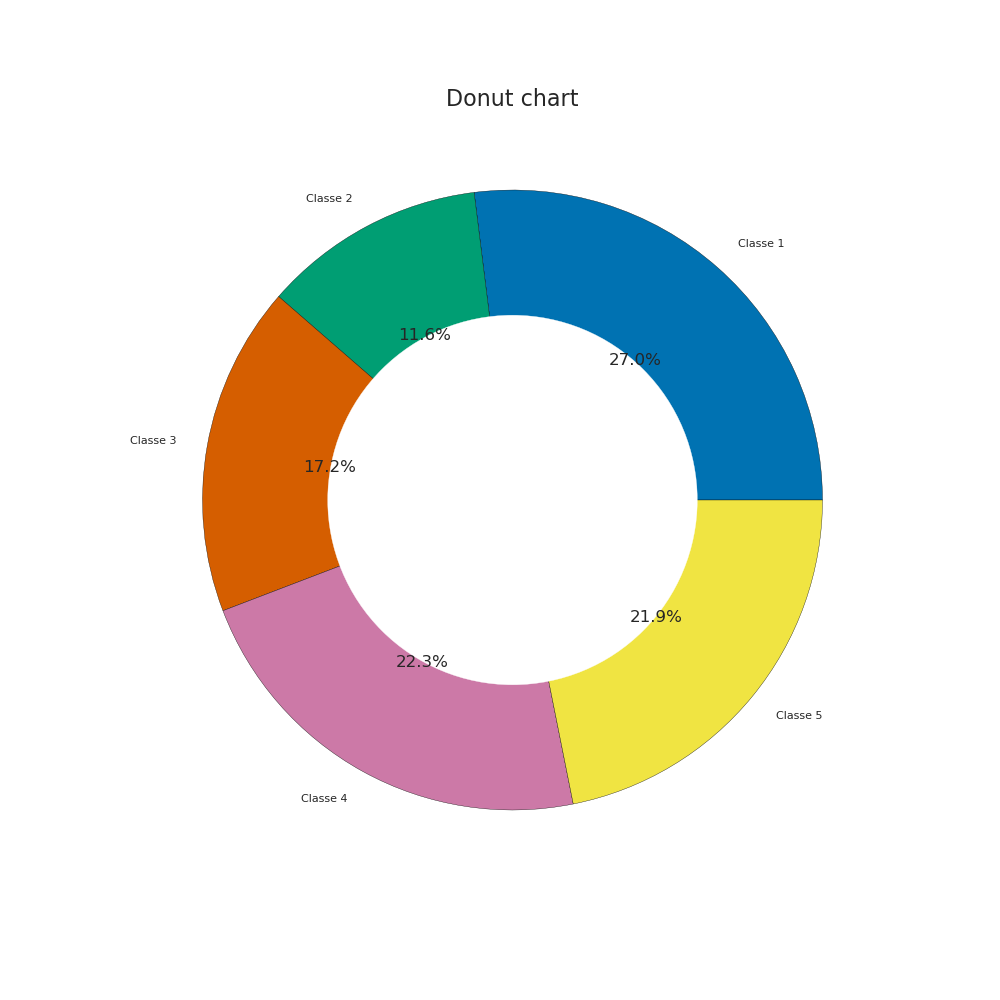 Donut chart
Classe 1
27.0%
Classe 2
11.6%
Classe 3
17.2%
Classe 4
22.3%
Classe 5
21.9%